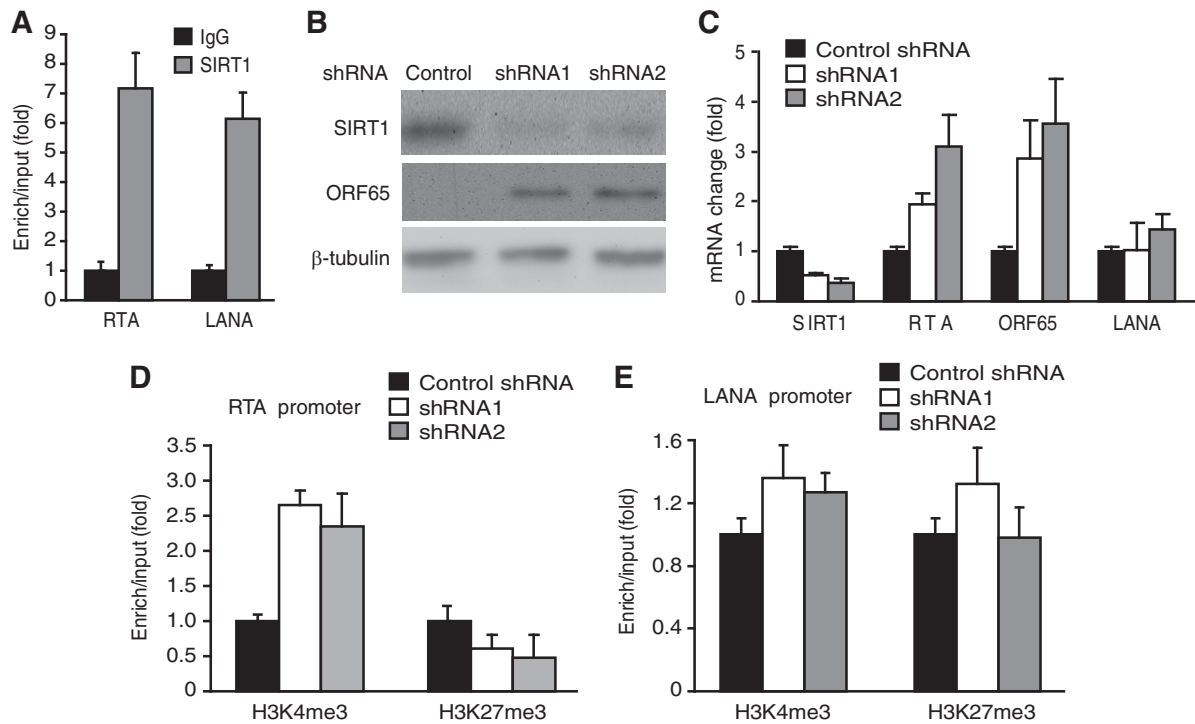 A
Enrich/input (fold)
9
8
7
6
5
4
3
2
1
0
IgG
SIRT1
RTA
LANA
B
shRNA Control shRNA1 shRNA2
SIRT1
ORF65
β-tubulin
C
mRNA change (fold)
5
4
3
2
1
0
Control shRNA
shRNA1
shRNA2
SIRT1
RTA
ORF65
LANA
D
RTA promoter
Control shRNA
shRNA1
shRNA2
Enrich/input (fold)
3.5
3.0
2.5
2.0
1.0
0.5
0
H3K4me3
H3K27me3
E
LANA promoter
Control shRNA
shRNA1
shRNA2
Enrich/input (fold)
1.6
1.2
0.8
0.4
0
H3K4me3
H3K27me3